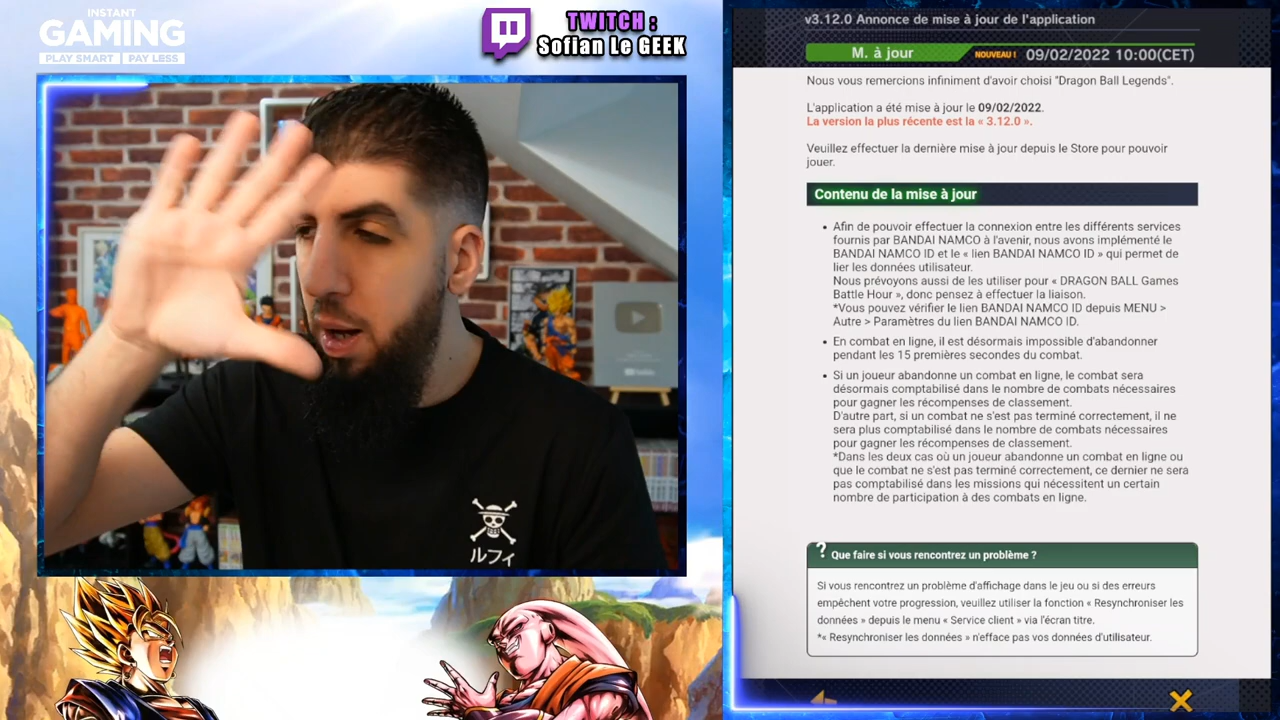 INSTANT
GAMING
PLAY SMART | PAY LESS
TWITCH :
Sofian Le GEEK
ルフィ
v3.12.0 Annonce de mise à jour de l'application
M. à jour
NOUVEAU !
09/02/2022 10:00(CET)
Nous vous remercions infiniment d'avoir choisi "Dragon Ball Legends".
L'application a été mise à jour le 09/02/2022.
La version la plus récente est la « 3.12.0 ».
Veuillez effectuer la dernière mise à jour depuis le Store pour pouvoir
jouer.
Contenu de la mise à jour
• Afin de pouvoir effectuer la connexion entre les différents services
fournis par BANDAI NAMCO à l'avenir, nous avons implémenté le
BANDAI NAMCO ID et le « lien BANDAI NAMCO ID » qui permet de
lier les données utilisateur.
Nous prévoyons aussi de les utiliser pour « DRAGON BALL Games
Battle Hour », donc pensez à effectuer la liaison.
*Vous pouvez vérifier le lien BANDAI NAMCO ID depuis MENU >
Autre > Paramètres du lien BANDAI NAMCO ID.
• En combat en ligne, il est désormais impossible d'abandonner
pendant les 15 premières secondes du combat.
• Si un joueur abandonne un combat en ligne, le combat sera
désormais comptabilisé dans le nombre de combats nécessaires
pour gagner les récompenses de classement.
D'autre part, si un combat ne s'est pas terminé correctement, il ne
sera plus comptabilisé dans le nombre de combats nécessaires
pour gagner les récompenses de classement.
*Dans les deux cas où un joueur abandonne un combat en ligne ou
que le combat ne s'est pas terminé correctement, ce dernier ne sera
pas comptabilisé dans les missions qui nécessitent un certain
nombre de participation à des combats en ligne.
? Que faire si vous rencontrez un problème ?
Si vous rencontrez un problème d'affichage dans le jeu ou si des erreurs
empêchent votre progression, veuillez utiliser la fonction « Resynchroniser les
données » depuis le menu « Service client » via l'écran titre.
*« Resynchroniser les données » n'efface pas vos données d'utilisateur.